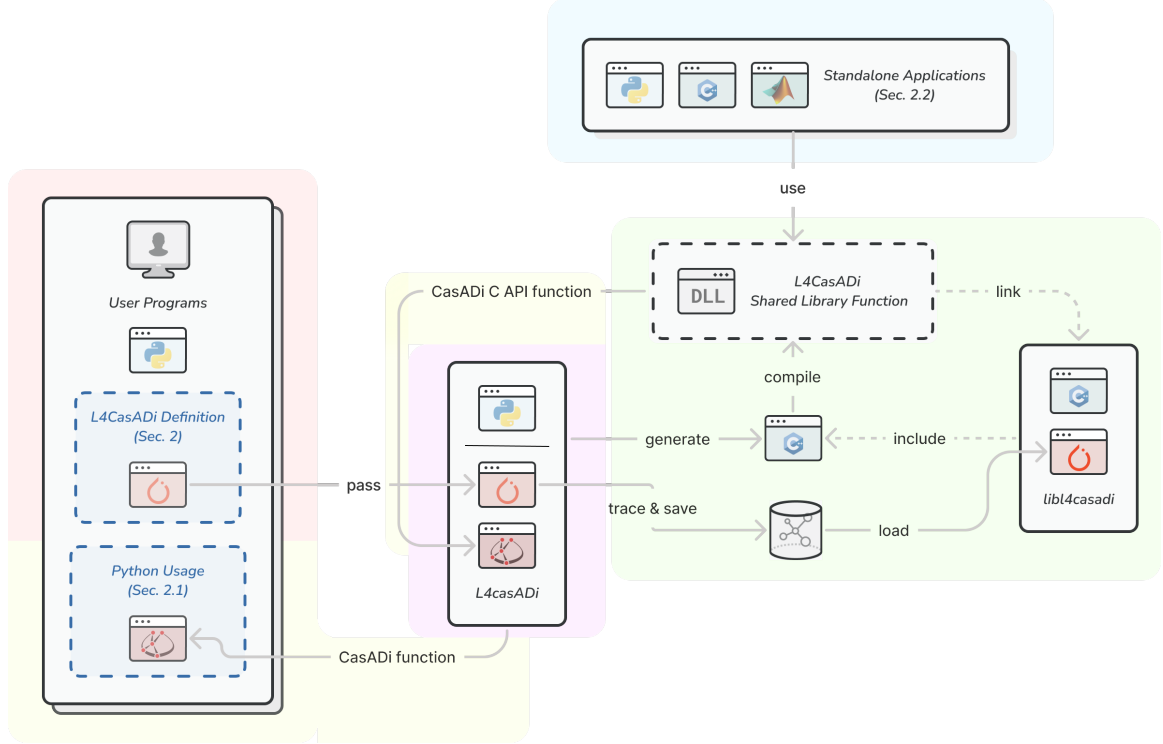 Standalone Applications
(Sec. 2.2)
use
User Programs
L4CasADi Definition
(Sec. 2)
pass
Python Usage
(Sec. 2.1)
CasADi function
CasADi C API function
L4casADi
DLL
L4CasADi
Shared Library Function
link
compile
generate
include
trace & save
load
libl4casadi